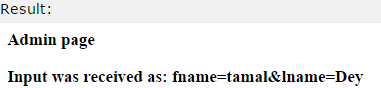 Result:
Admin page
Input was received as: fname=tamal&lname=Dey